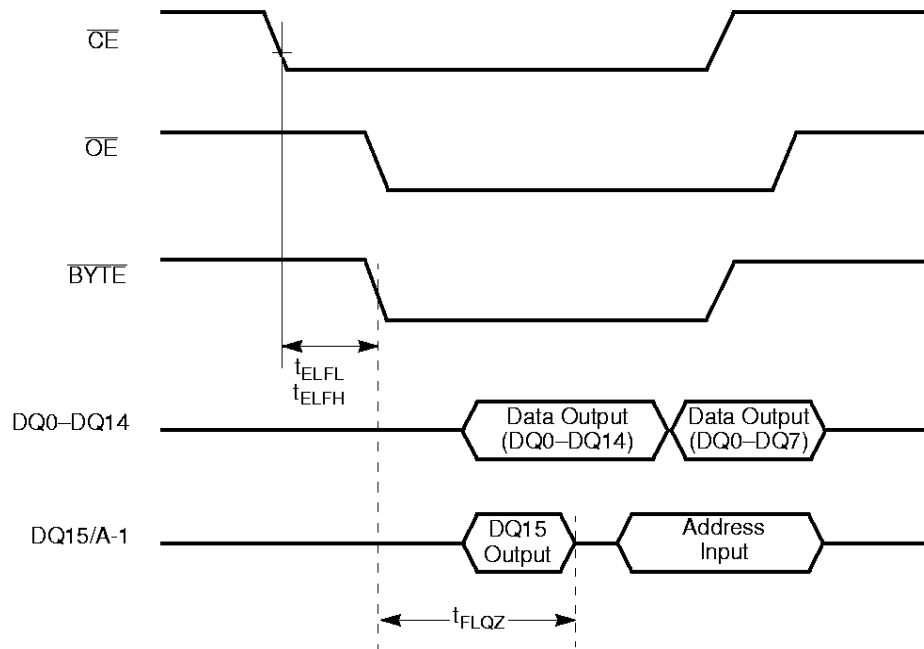 CE
OE
BYTE
tELFL
tELFH
DQ0–DQ14
Data Output
(DQ0–DQ14)
Data Output
(DQ0–DQ7)
DQ15/A-1
DQ15
Output
Address
Input
tFLQZ